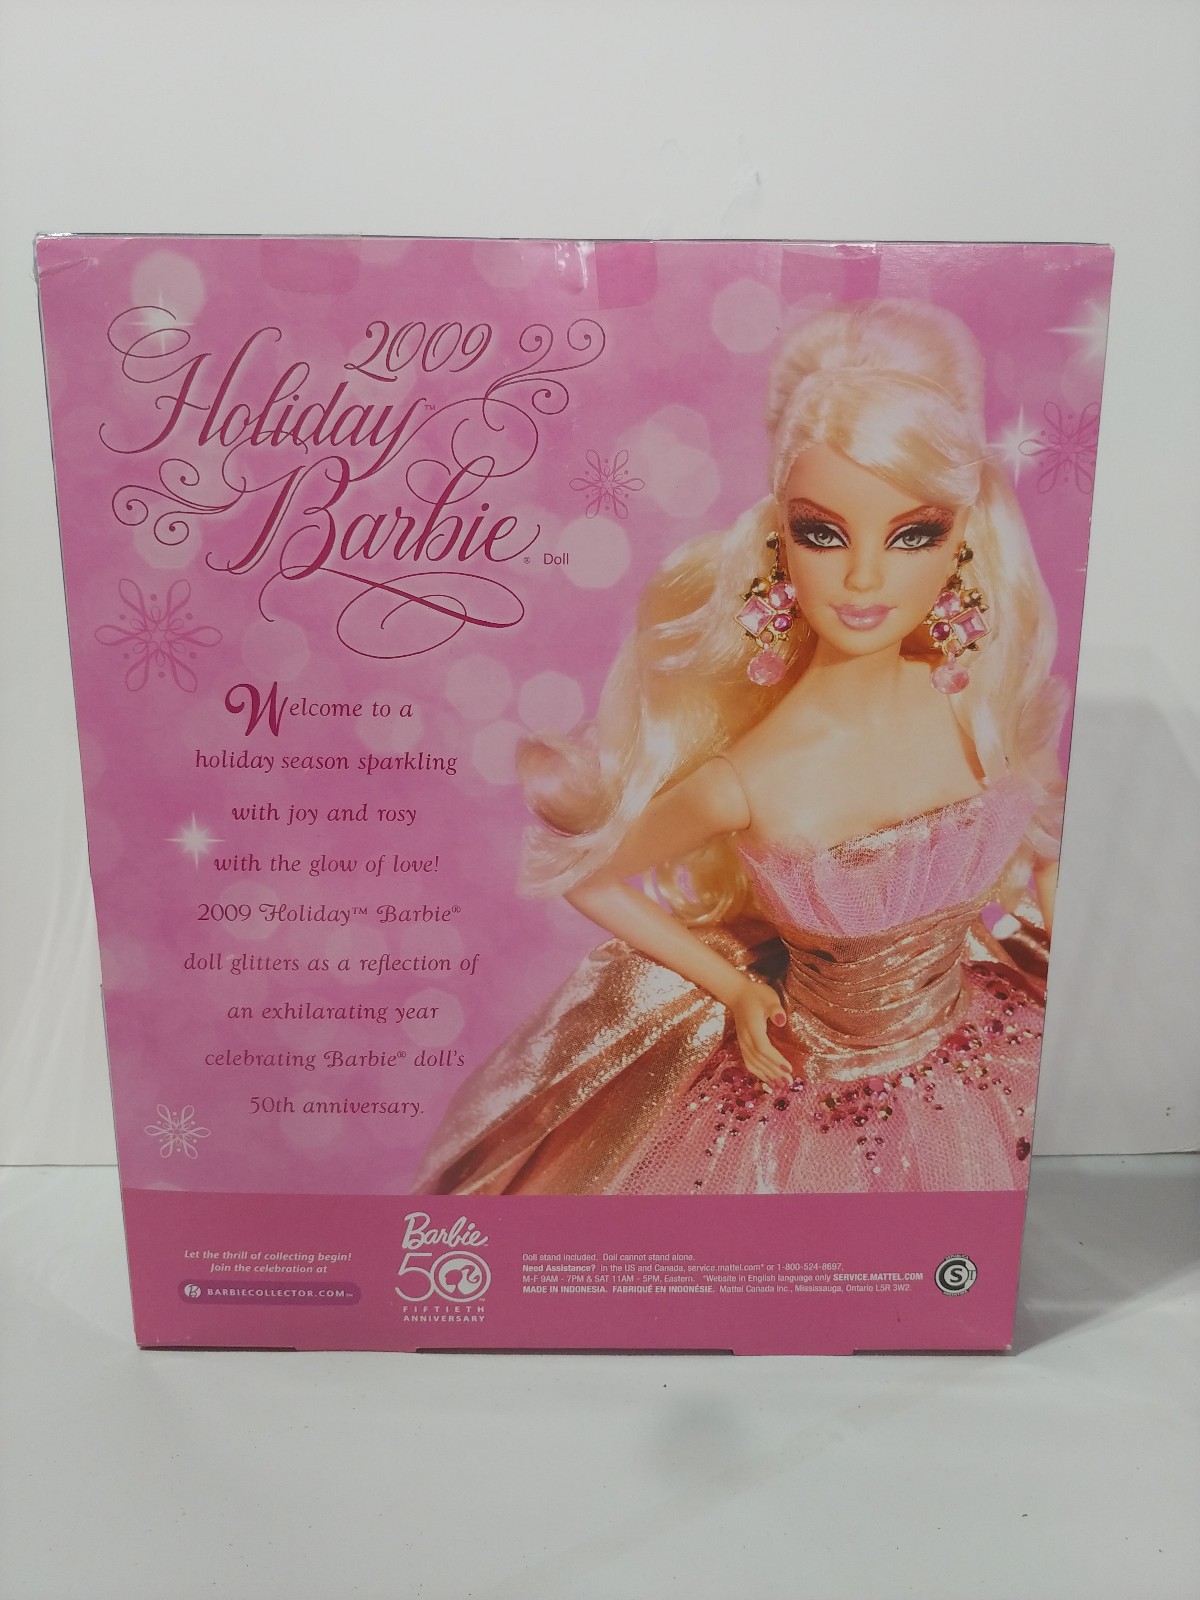 2009
Holiday™
Barbie® Doll
Welcome to a
holiday season sparkling
with joy and rosy
with the glow of love!
2009 Holiday™ Barbie®
doll glitters as a reflection of
an exhilarating year
celebrating Barbie® doll's
50th anniversary.
Let the thrill of collecting begin!
Join the celebration at
BARBIECOLLECTOR.COM
Barbie
50
FIFTIETH
ANNIVERSARY
Doll stand included. Doll cannot stand alone.
Need Assistance? In the US and Canada, service.mattel.com* or 1-800-524-8697,
M-F 9AM - 7PM & SAT 11AM - 5PM, Eastern. *Website in English language only SERVICE.MATTEL.COM
MADE IN INDONESIA. FABRIQUÉ EN INDONÉSIE. Mattel Canada Inc., Mississauga, Ontario L5R 3W2.
S